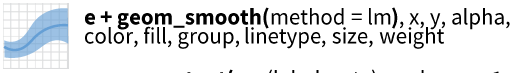 e + geom_smooth(method = lm), x, y, alpha,
color, fill, group, linetype, size, weight